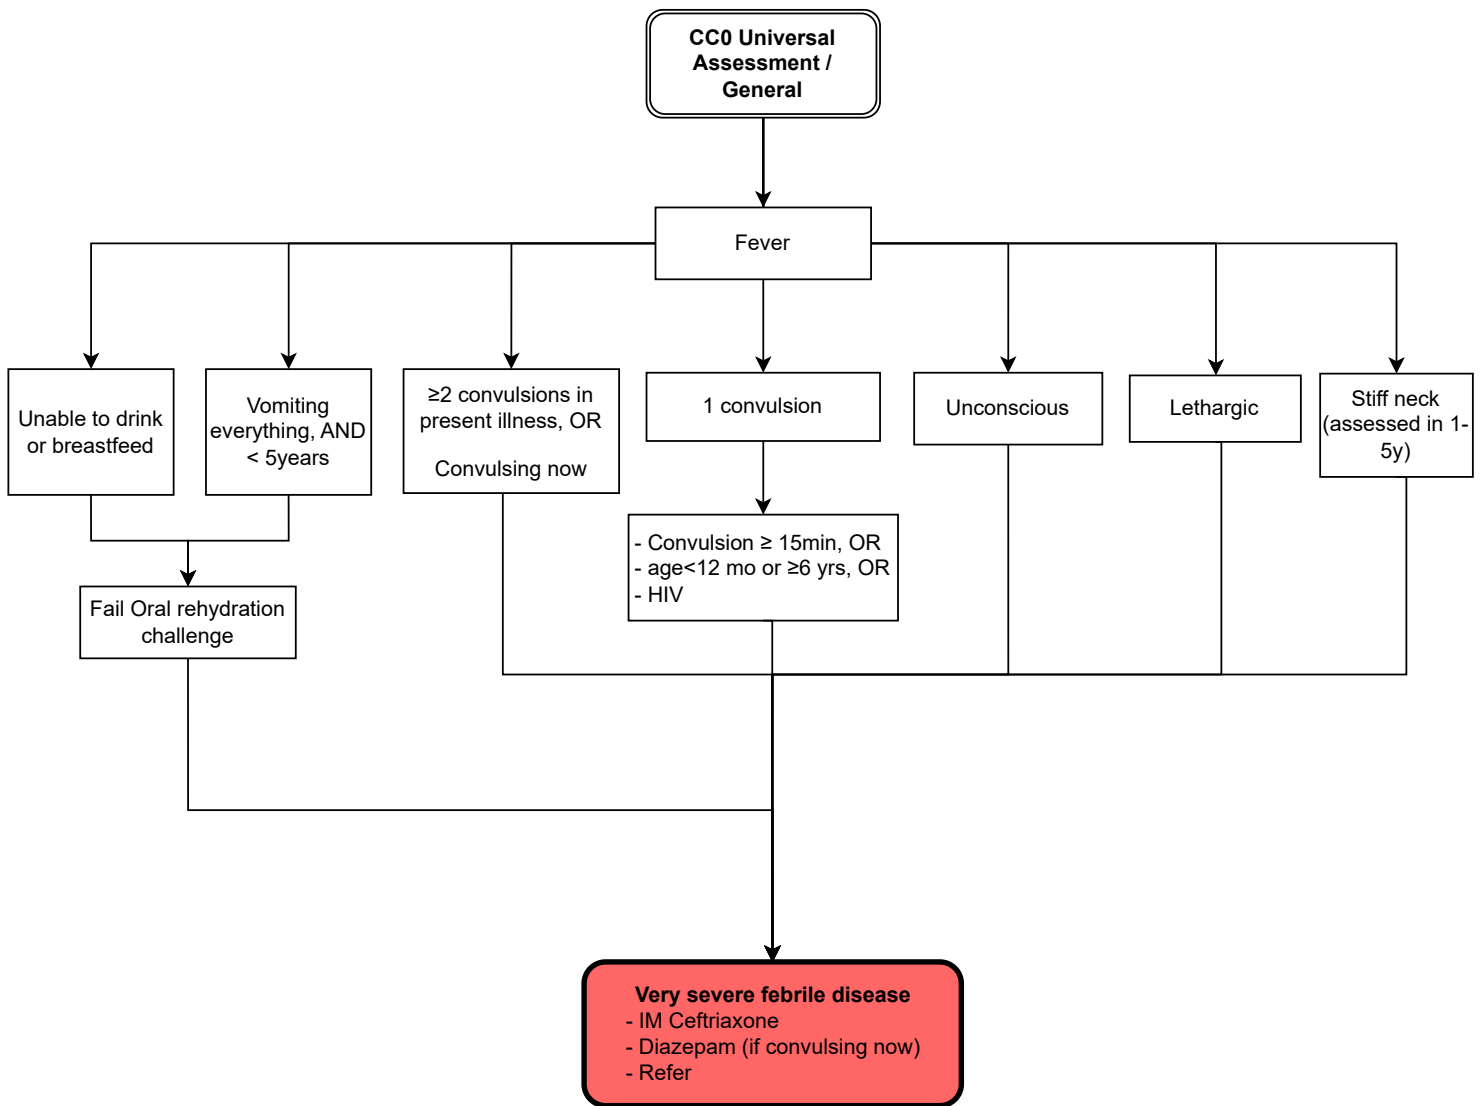 CC0 Universal
Assessment /
General
Fever
Unable to drink
or breastfeed
Vomiting
everything, AND
< 5years
≥2 convulsions in
present illness, OR
Convulsing now
1 convulsion
Unconscious
Lethargic
Stiff neck
(assessed in 1-
5y)
- Convulsion ≥ 15min, OR
- age<12 mo or ≥6 yrs, OR
- HIV
Fail Oral rehydration
challenge
Very severe febrile disease
- IM Ceftriaxone
- Diazepam (if convulsing now)
- Refer